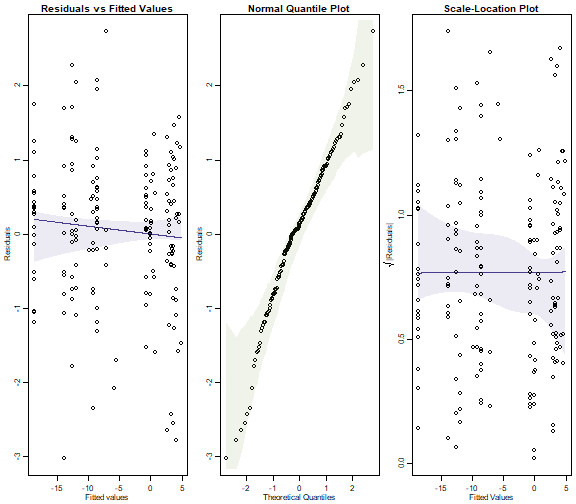 Residuals vs Fitted Values
Normal Quantile Plot
Scale-Location Plot
Residuals
2
1
0
-1
-2
-3
-15 -10 -5 0 5
Fitted values
Residuals
2
1
0
-1
-2
-3
-2 -1 0 1 2
Theoretical Quantiles
√|Residuals|
1.5
1.0
0.5
0.0
-15 -10 -5 0 5
Fitted Values